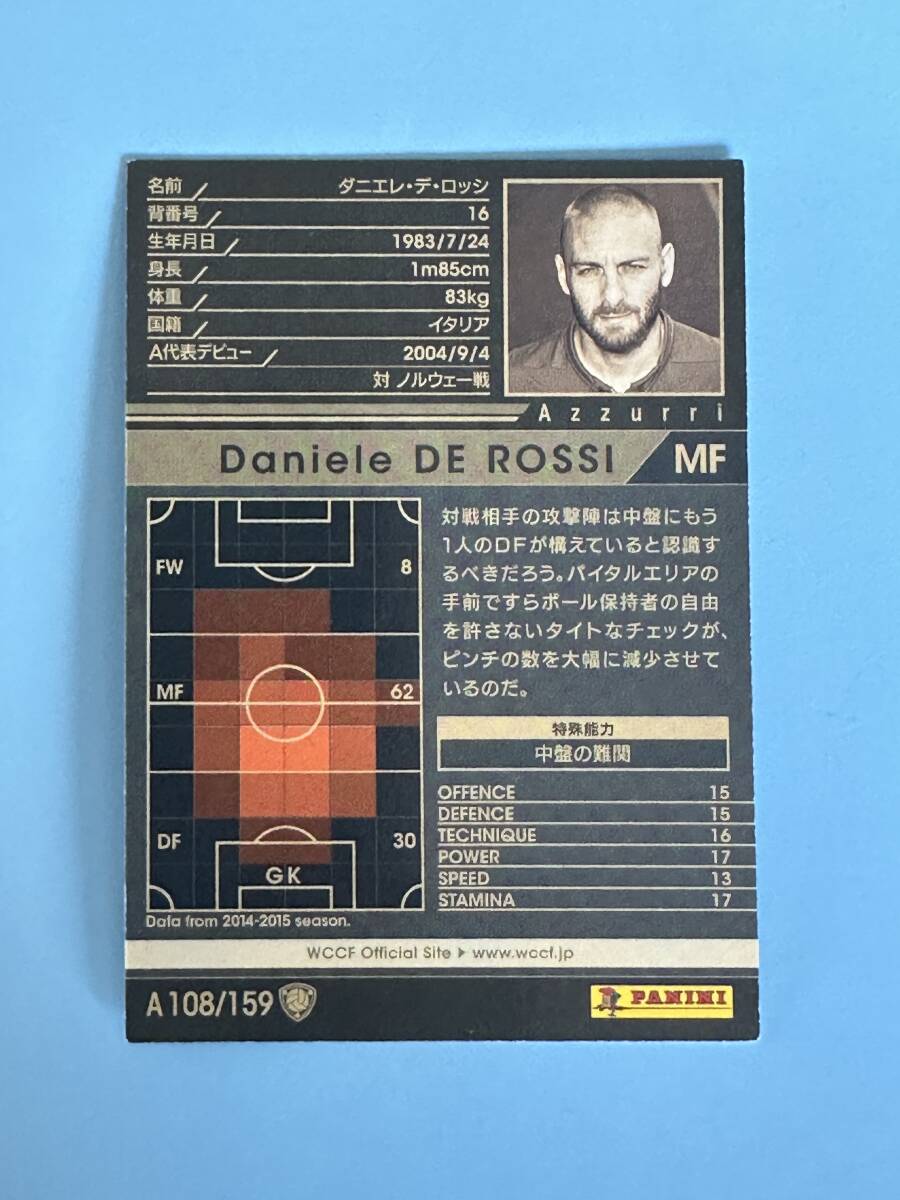 名前 ダニエレ・デ・ロッシ
背番号 16
生年月日 1983/7/24
身長 1m85cm
体重 83kg
国籍 イタリア
A代表デビュー 2004/9/4
対 ノルウェー戦
Azzurri
Daniele DE ROSSI MF
FW 8
MF 62
DF 30
GK
Data from 2014-2015 season.
対戦相手の攻撃陣は中盤にもう
1人のDFが構えていると認識す
るべきだろう。バイタルエリアの
手前ですらボール保持者の自由
を許さないタイトなチェックが、
ピンチの数を大幅に減少させて
いるのだ。
特殊能力
中盤の難関
OFFENCE 15
DEFENCE 15
TECHNIQUE 16
POWER 17
SPEED 13
STAMINA 17
WCCF Official Site ▶ www.wccf.jp
A108/159
PANINI